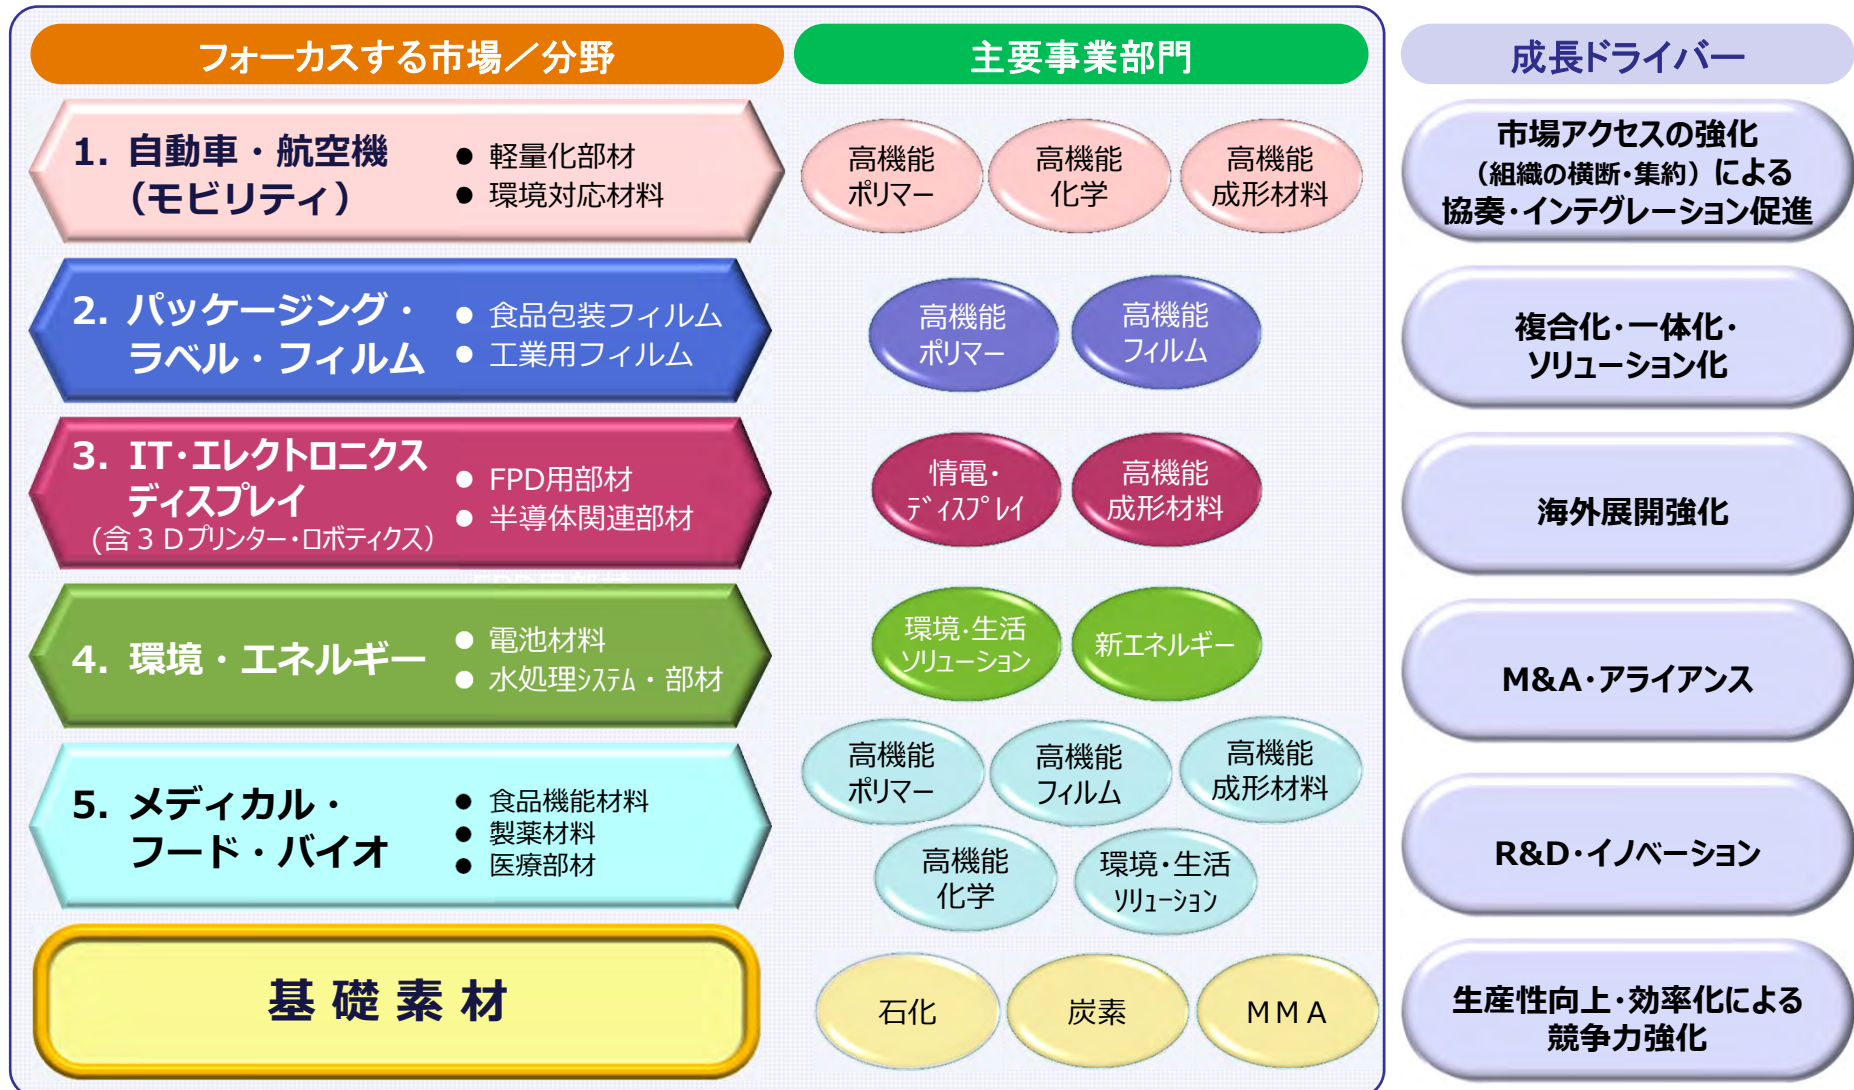 フォーカスする市場／分野
主要事業部門
成長ドライバー
1. 自動車・航空機
（モビリティ）
● 軽量化部材
● 環境対応材料
高機能
ポリマー
高機能
化学
高機能
成形材料
市場アクセスの強化
（組織の横断・集約）による
協奏・インテグレーション促進
2. パッケージング・
ラベル・フィルム
● 食品包装フィルム
● 工業用フィルム
高機能
ポリマー
高機能
フィルム
複合化・一体化・
ソリューション化
3. IT・エレクトロニクス
ディスプレイ
(含３Ｄプリンター・ロボティクス)
● FPD用部材
● 半導体関連部材
情電・
ﾃﾞｨｽﾌﾟﾚｲ
高機能
成形材料
海外展開強化
4. 環境・エネルギー
● 電池材料
● 水処理ｼｽﾃﾑ・部材
環境・生活
ソリューション
新エネルギー
M&A・アライアンス
5. メディカル・
フード・バイオ
● 食品機能材料
● 製薬材料
● 医療部材
高機能
ポリマー
高機能
フィルム
高機能
成形材料
高機能
化学
環境・生活
ソリューション
R&D・イノベーション
基礎素材
石化
炭素
ＭＭＡ
生産性向上・効率化による
競争力強化